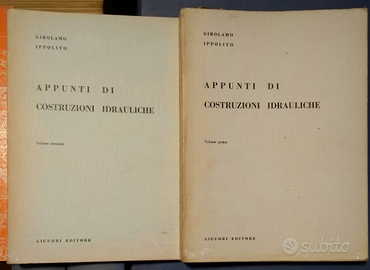 GIROLAMO
IPPOLITO
APPUNTI DI
COSTRUZIONI IDRAULICHE
Volume secondo
LIGUORI EDITORE
GIROLAMO
IPPOLITO
APPUNTI DI
COSTRUZIONI IDRAULICHE
Volume primo
LIGUORI EDITORE
subito